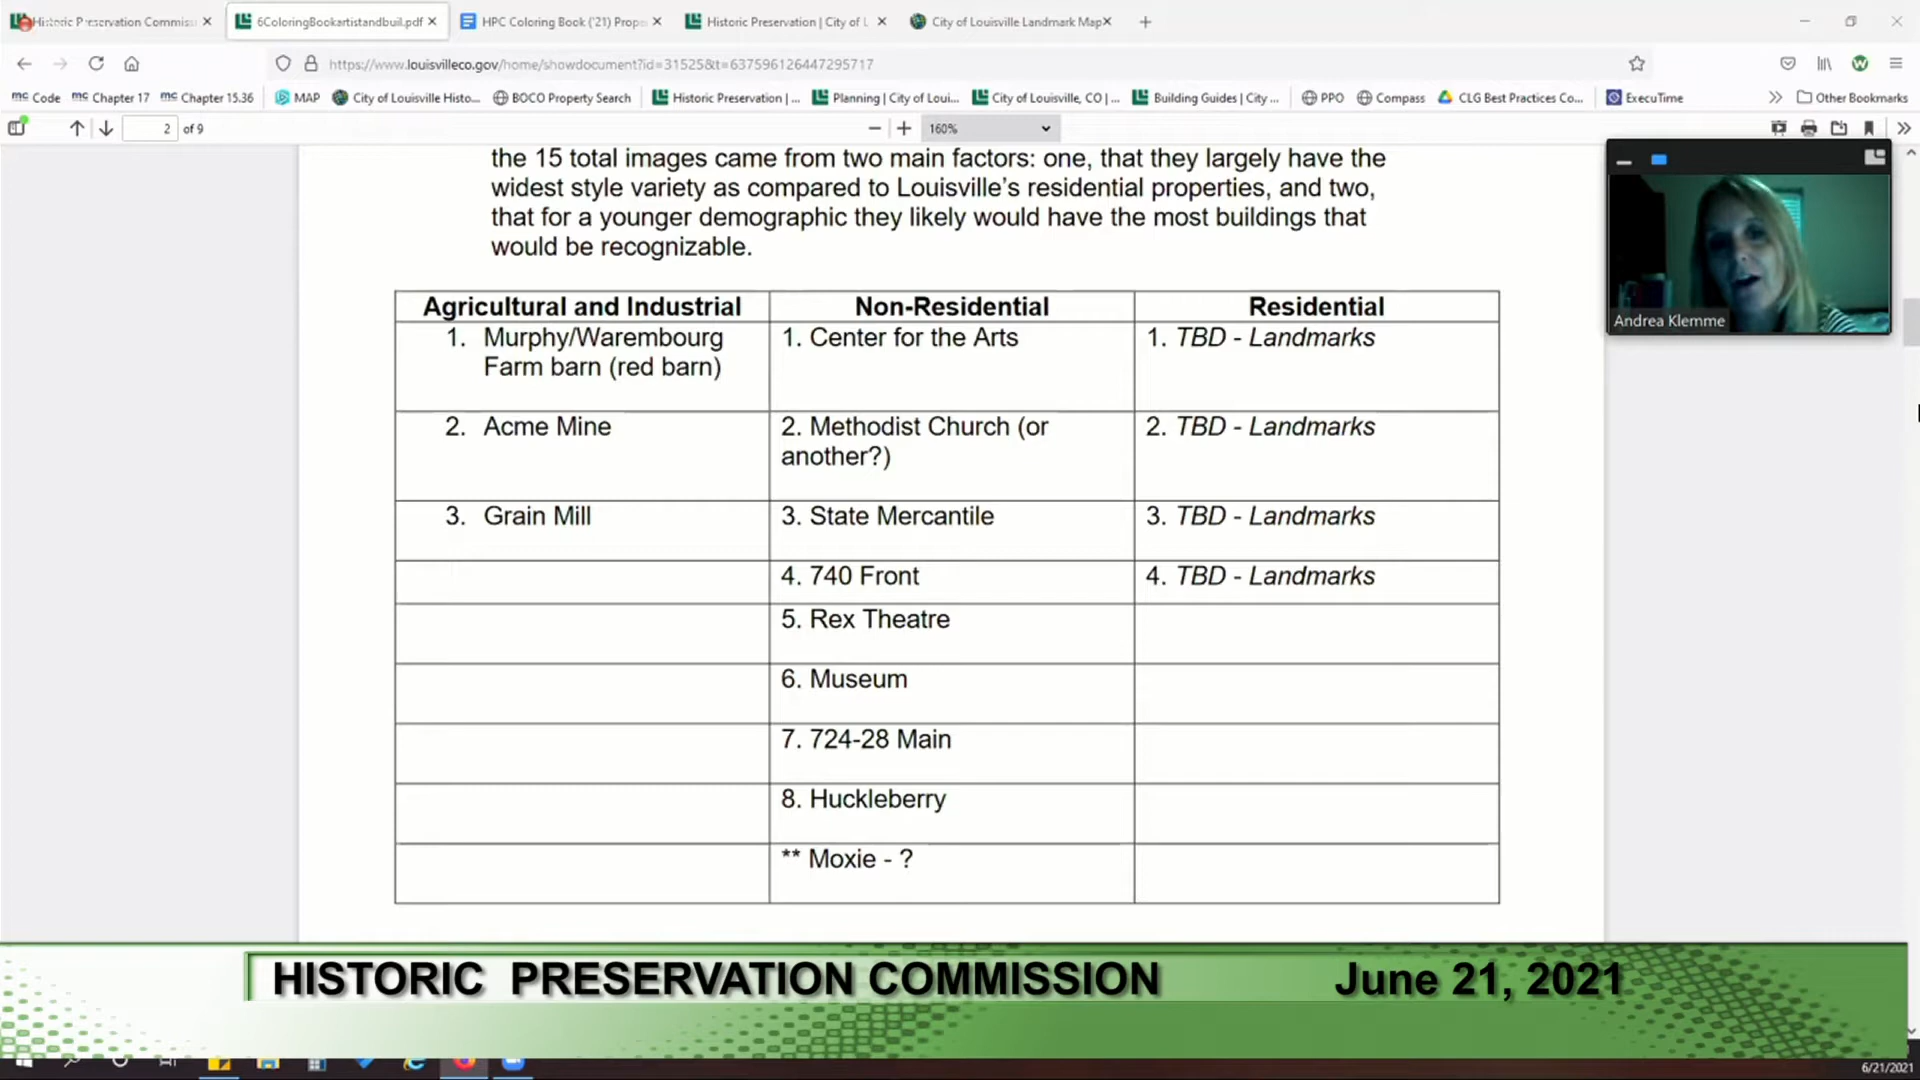 Historic Preservation Commis
6ColoringBookartistandbuil.pdf
HPC Coloring Book ('21) Prop
Historic Preservation | City of L
City of Louisville Landmark Map
https://www.louisvilleco.gov/home/showdocument?id=31525&t=637596126447295717
Code
Chapter 17
Chapter 15.36
MAP
City of Louisville Histo...
BOCO Property Search
Historic Preservation | ...
Planning | City of Loui...
City of Louisville, CO | ...
Building Guides | City ...
PPO
Compass
CLG Best Practices Co...
ExecuTime
Other Bookmarks
2 of 9
160%
the 15 total images came from two main factors: one, that they largely have the
widest style variety as compared to Louisville's residential properties, and two,
that for a younger demographic they likely would have the most buildings that
would be recognizable.
Agricultural and Industrial
Non-Residential
Residential
1. Murphy/Warembourg
Farm barn (red barn)
1. Center for the Arts
1. TBD - Landmarks
2. Acme Mine
2. Methodist Church (or
another?)
2. TBD - Landmarks
3. Grain Mill
3. State Mercantile
3. TBD - Landmarks
4. 740 Front
4. TBD - Landmarks
5. Rex Theatre
6. Museum
7. 724-28 Main
8. Huckleberry
** Moxie - ?
Andrea Klemme
HISTORIC PRESERVATION COMMISSION
June 21, 2021
6/21/2021